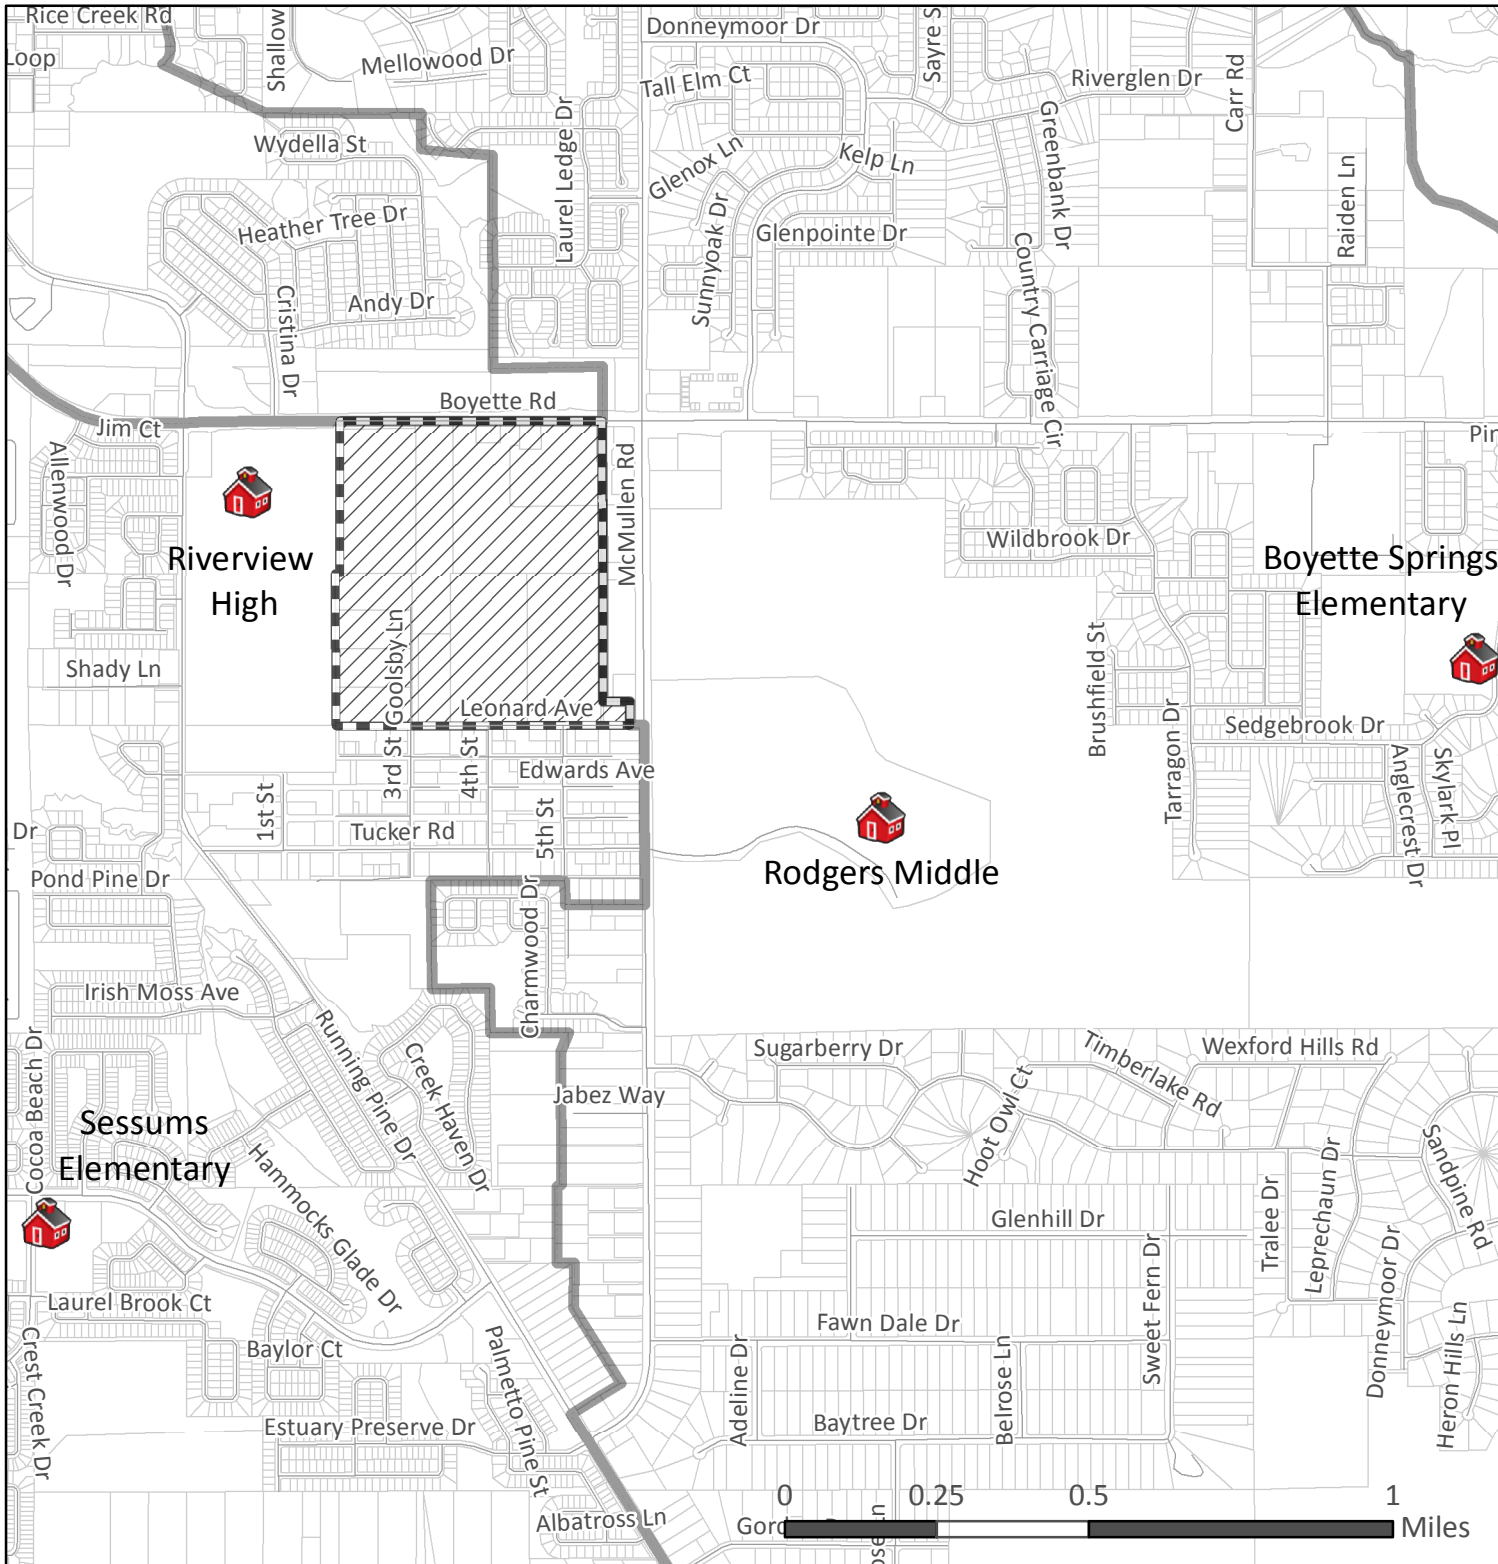 Rice Creek Rd
Loop
Shallow
Mellowood Dr
Donneymoor Dr
Sayre S
Tall Elm Ct
Riverglen Dr
Carr Rd
Wydella St
Laurel Ledge Dr
Glenox Ln
Kelp Ln
Greenbank Dr
Raiden Ln
Heather Tree Dr
Sunnyoak Dr
Glenpointe Dr
Country Carriage Cir
Cristina Dr
Andy Dr
Boyette Rd
Jim Ct
Pin
Allenwood Dr
McMullen Rd
Wildbrook Dr
Riverview
High
Boyette Springs
Elementary
Goolsby Ln
Shady Ln
Brushfield St
Leonard Ave
Tarragon Dr
Sedgebrook Dr
Anglecrest Dr
Skylark Pl
1st St
3rd St
4th St
Edwards Ave
5th St
Dr
Tucker Rd
Rodgers Middle
Pond Pine Dr
Charmwood Dr
Irish Moss Ave
Running Pine Dr
Cocoa Beach Dr
Creek Haven Dr
Sugarberry Dr
Hoot Owl Ct
Timberlake Rd
Wexford Hills Rd
Jabez Way
Sessums
Elementary
Hammocks Glade Dr
Sandpine Rd
Leprechaun Dr
Tralee Dr
Glenhill Dr
Sweet Fern Dr
Donneymoor Dr
Laurel Brook Ct
Crest Creek Dr
Baylor Ct
Palmetto Pine St
Fawn Dale Dr
Adeline Dr
Belrose Ln
Heron Hills Ln
Estuary Preserve Dr
Baytree Dr
Albatross Ln
0 0.25 0.5 1
Miles